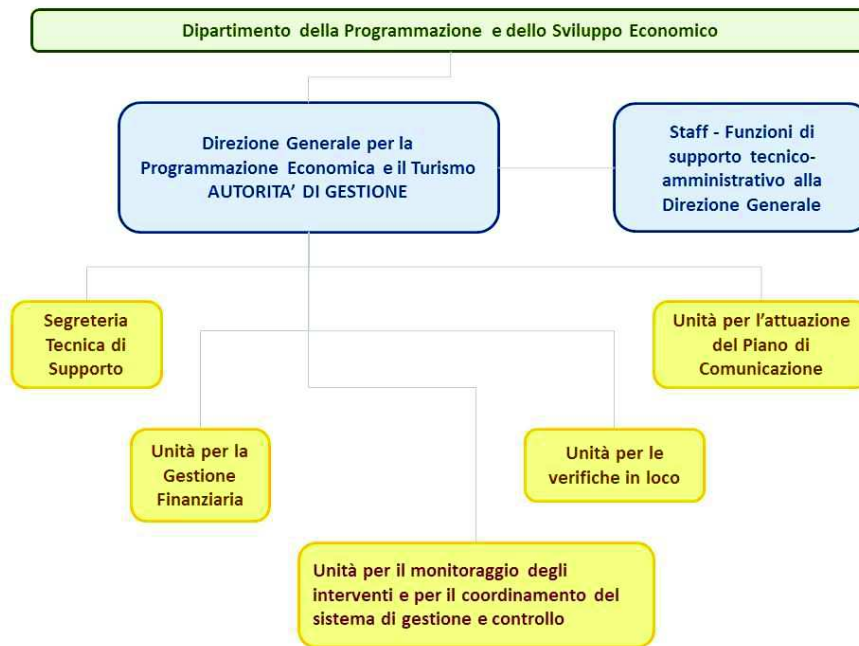 Dipartimento della Programmazione e dello Sviluppo Economico
Direzione Generale per la
Programmazione Economica e il Turismo
AUTORITA' DI GESTIONE
Staff - Funzioni di
supporto tecnico-
amministrativo alla
Direzione Generale
Segreteria
Tecnica di
Supporto
Unità per l'attuazione
del Piano di
Comunicazione
Unità per la
Gestione
Finanziaria
Unità per le
verifiche in loco
Unità per il monitoraggio degli
interventi e per il coordinamento del
sistema di gestione e controllo